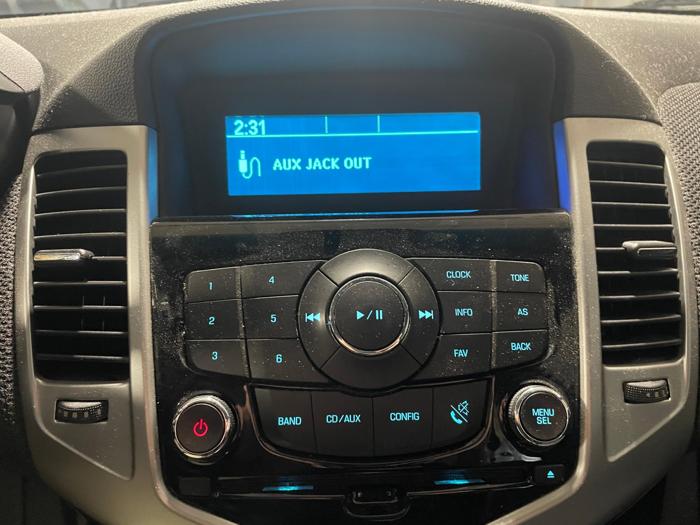 2:31
AUX JACK OUT
1 4 CLOCK TONE
2 5 INFO AS
3 6 FAV BACK
BAND CD/AUX CONFIG MENU
SEL